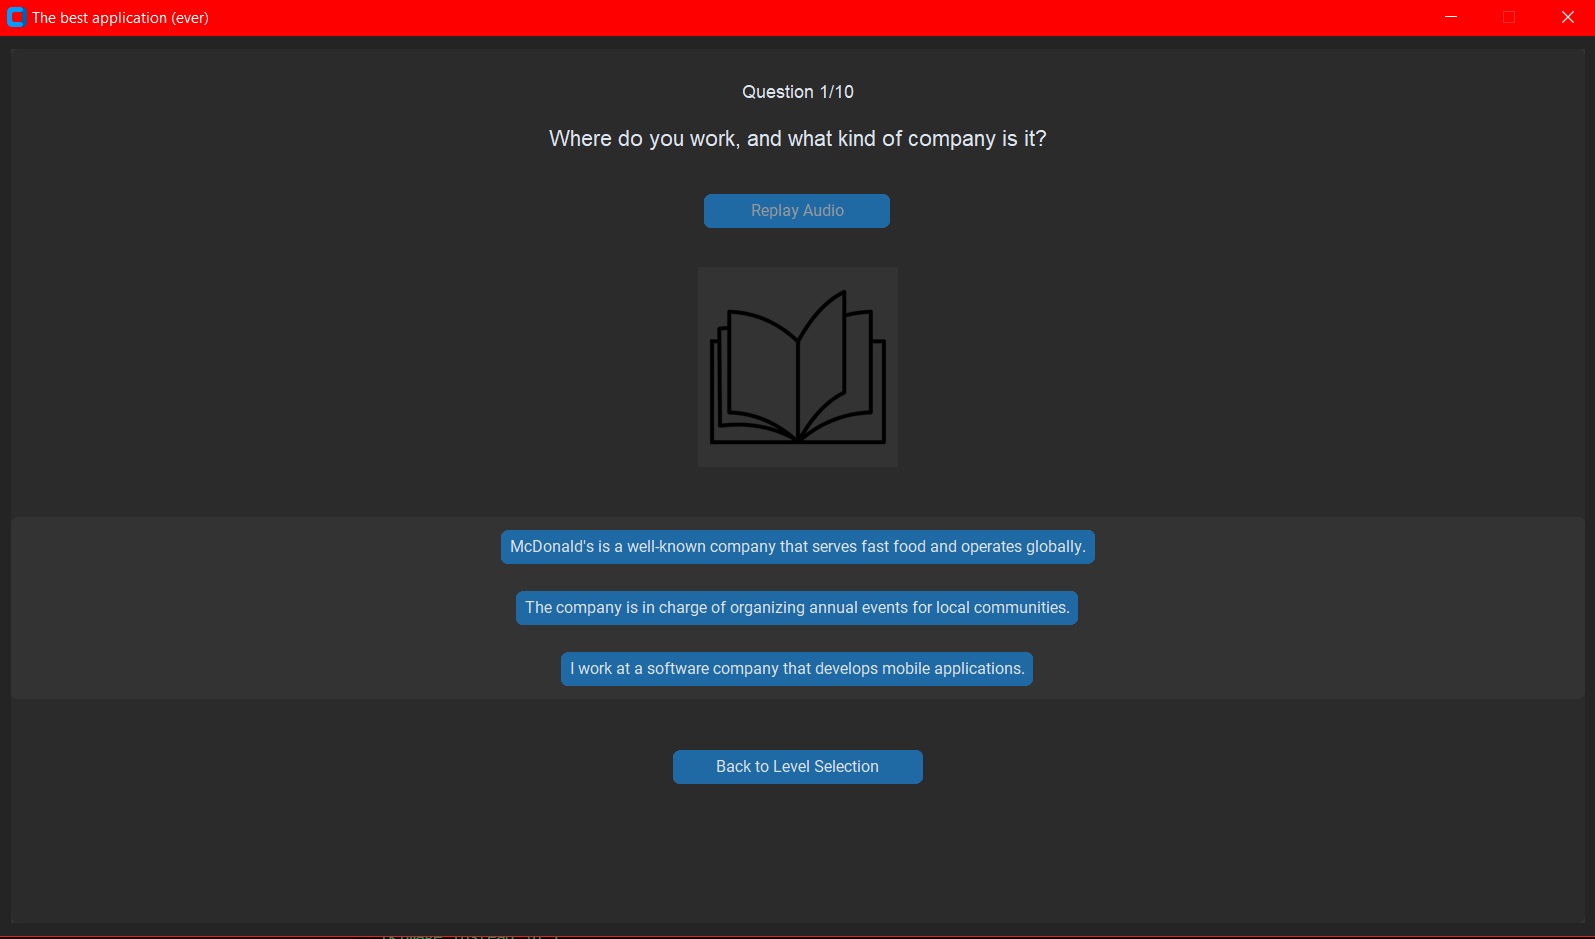 The best application (ever)
Question 1/10
Where do you work, and what kind of company is it?
Replay Audio
McDonald's is a well-known company that serves fast food and operates globally.
The company is in charge of organizing annual events for local communities.
I work at a software company that develops mobile applications.
Back to Level Selection